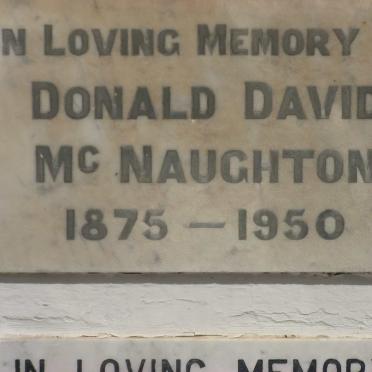 N LOVING MEMORY
DONALD DAVID
Mc NAUGHTON
1875 — 1950
IN LOVING MEMOR